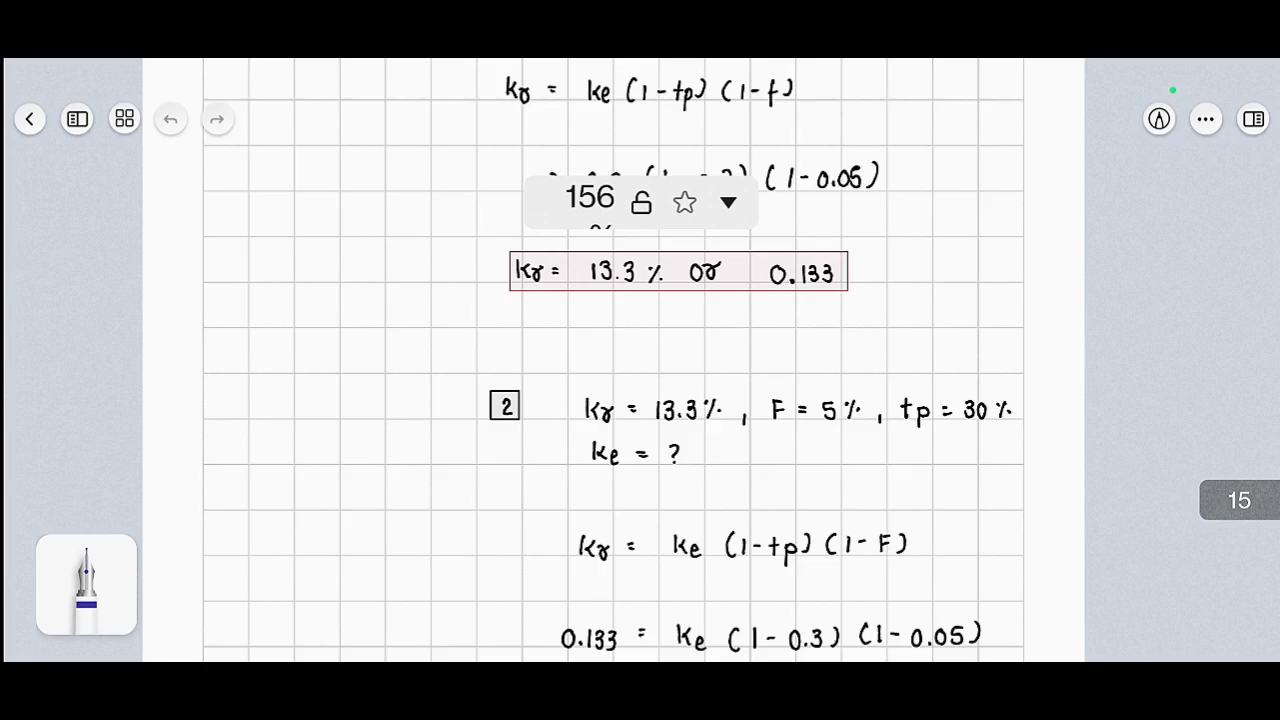 kr = ke (1 - tp) (1 - f)
(1 - 0.05)
156
kr = 13.3 % or 0.133
2 kr = 13.3 % , F = 5 % , tp = 30 %
ke = ?
kr = ke (1 - tp) (1 - F)
15
0.133 = ke (1 - 0.3) (1 - 0.05)